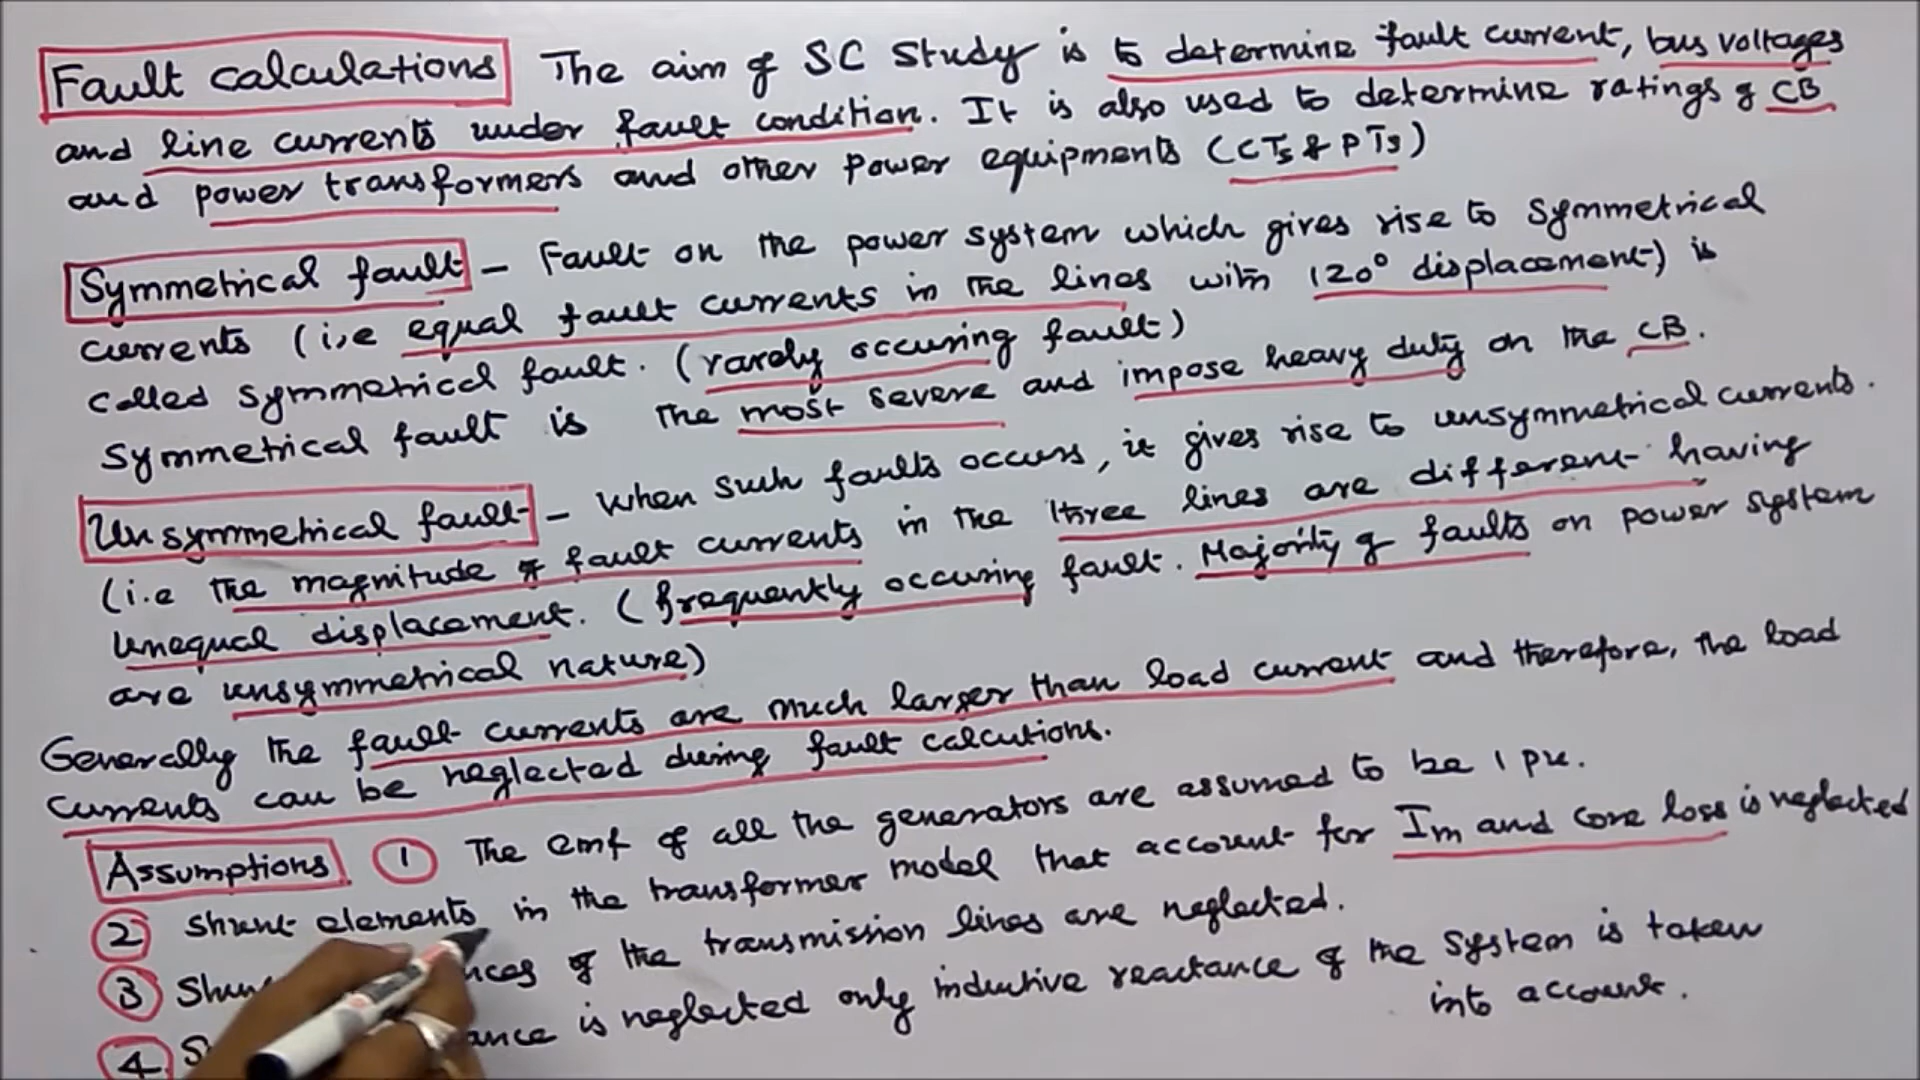 Fault calculations The aim of SC Study is to determine fault current, bus voltages
and line currents under fault condition. It is also used to determine ratings of CB
and power transformers and other power equipments (CTs & PTs)
Symmetrical fault - Fault on the power system which gives rise to symmetrical
currents (i,e equal fault currents in the lines with 120° displacement) is
called symmetrical fault. (rarely occuring fault)
Symmetrical fault is the most severe and impose heavy duty on the CB.
Unsymmetrical fault - When such faults occurs, it gives rise to unsymmetrical currents.
(i.e the magnitude of fault currents in the three lines are different having
unequal displacement. (frequently occuring fault. Majority of faults on power system
are unsymmetrical nature)
Generally the fault currents are much larger than load current and therefore, the load
currents can be neglected during fault calcutions.
Assumptions 1 The emf of all the generators are assumed to be 1 pu.
2 Shunt elements in the transformer model that account for Im and core loss is neglected
3 of the transmission lines are neglected.
4 is neglected only inductive reactance of the system is taken
into account.